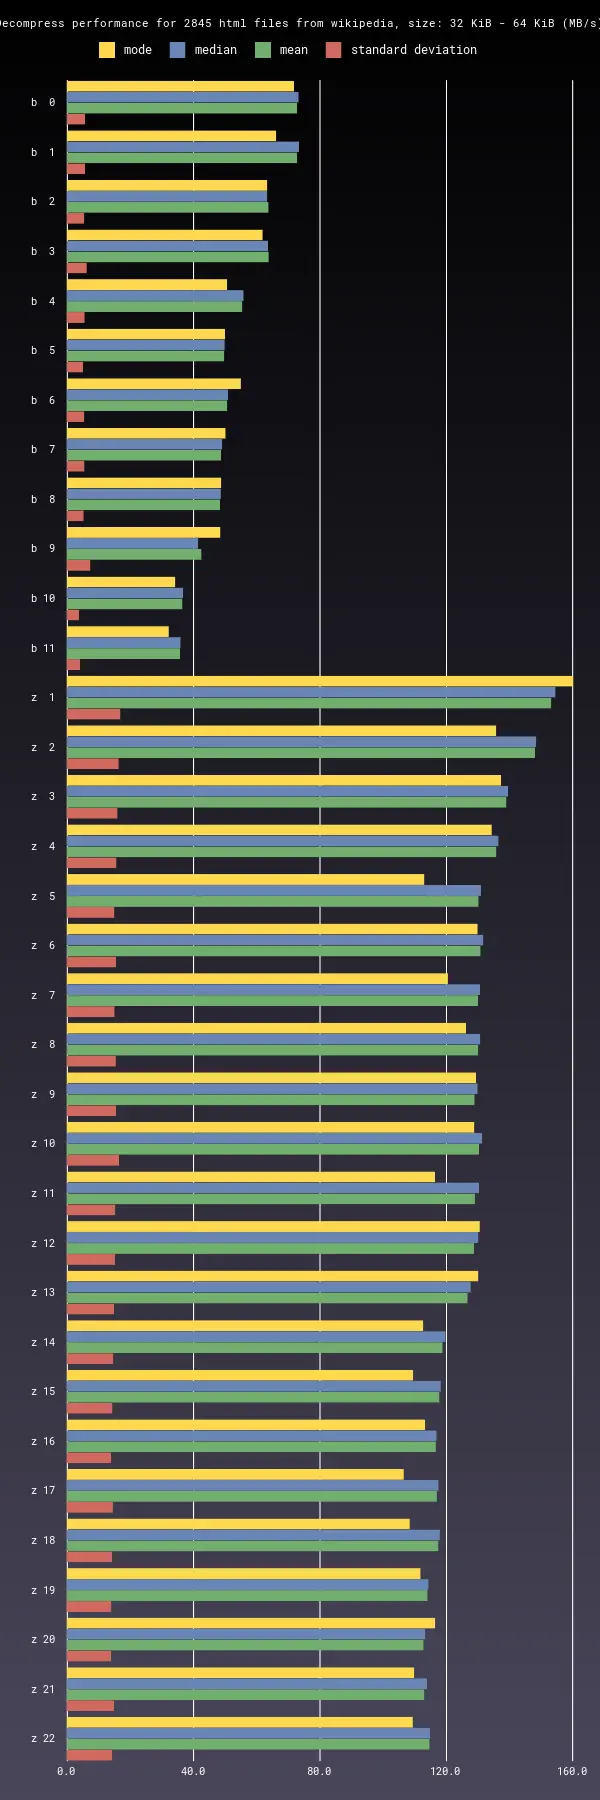 Decompress performance for 2845 html files from wikipedia, size: 32 KiB - 64 KiB (MB/s)
mode median mean standard deviation
b 0
b 1
b 2
b 3
b 4
b 5
b 6
b 7
b 8
b 9
b 10
b 11
z 1
z 2
z 3
z 4
z 5
z 6
z 7
z 8
z 9
z 10
z 11
z 12
z 13
z 14
z 15
z 16
z 17
z 18
z 19
z 20
z 21
z 22
0.0 40.0 80.0 120.0 160.0